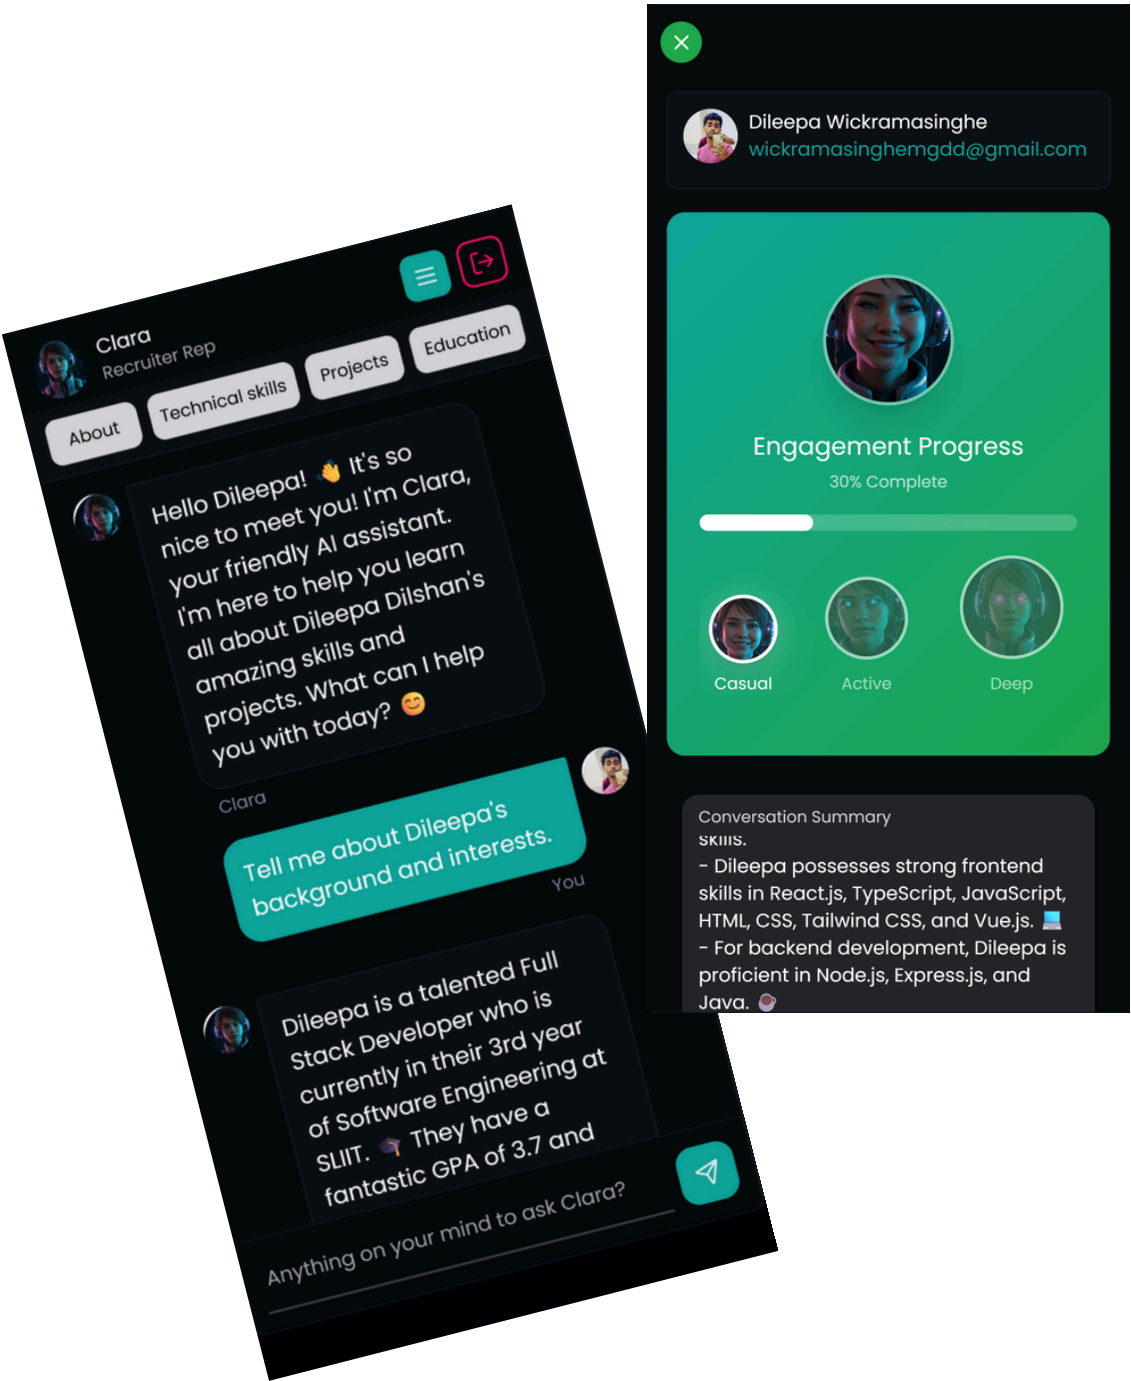 Clara
Recruiter Rep
About
Technical skills
Projects
Education
Hello Dileepa! 👋 It's so
nice to meet you! I'm Clara,
your friendly AI assistant.
I'm here to help you learn
all about Dileepa Dilshan's
amazing skills and
projects. What can I help
you with today? 😊
Clara
Tell me about Dileepa's
background and interests.
You
Dileepa is a talented Full
Stack Developer who is
currently in their 3rd year
of Software Engineering at
SLIIT. 🎓 They have a
fantastic GPA of 3.7 and
Anything on your mind to ask Clara?
Dileepa Wickramasinghe
wickramasinghemgdd@gmail.com
Engagement Progress
30% Complete
Casual
Active
Deep
Conversation Summary
skills.
- Dileepa possesses strong frontend
skills in React.js, TypeScript, JavaScript,
HTML, CSS, Tailwind CSS, and Vue.js. 💻
- For backend development, Dileepa is
proficient in Node.js, Express.js, and
Java. ☕